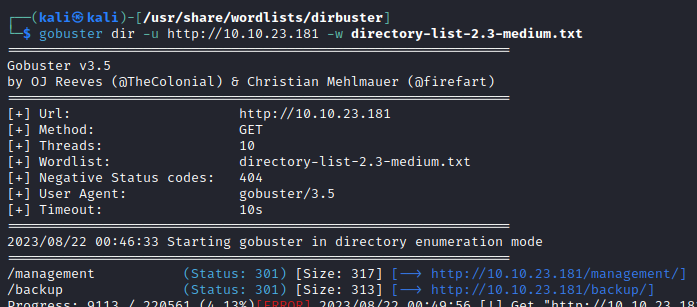 ┌──(kali㉿kali)-[/usr/share/wordlists/dirbuster]
└─$ gobuster dir -u http://10.10.23.181 -w directory-list-2.3-medium.txt
===============================================================
Gobuster v3.5
by OJ Reeves (@TheColonial) & Christian Mehlmauer (@firefart)
===============================================================
[+] Url:                     http://10.10.23.181
[+] Method:                  GET
[+] Threads:                 10
[+] Wordlist:                directory-list-2.3-medium.txt
[+] Negative Status codes:   404
[+] User Agent:              gobuster/3.5
[+] Timeout:                 10s
===============================================================
2023/08/22 00:46:33 Starting gobuster in directory enumeration mode
===============================================================
/management           (Status: 301) [Size: 317] [--> http://10.10.23.181/management/]
/backup               (Status: 301) [Size: 313] [--> http://10.10.23.181/backup/]
Progress: 9113 / 220561 (4.13%)[ERROR] 2023/08/22 00:49:56 [!] Get "http://10.10.23.18